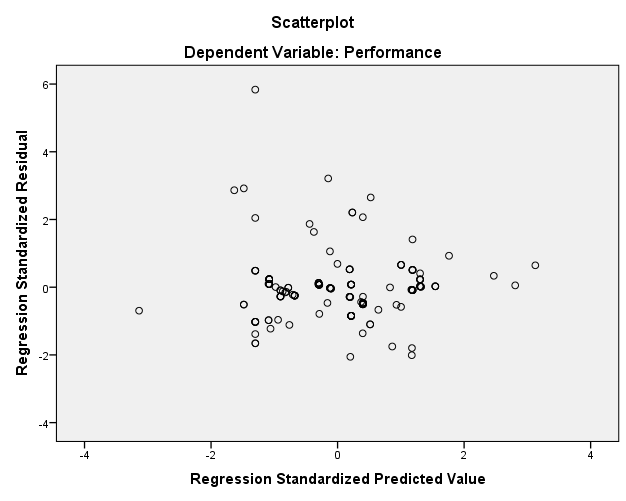 Scatterplot
Dependent Variable: Performance
Regression Standardized Residual
6
4
2
0
-2
-4
-4
-2
0
2
4
Regression Standardized Predicted Value